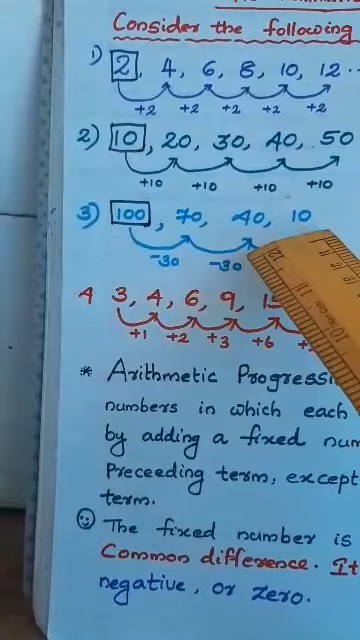 Consider the following
1) 2, 4, 6, 8, 10, 12..
+2 +2 +2 +2 +2
2) 10, 20, 30, 40, 50
+10 +10 +10 +10
3) 100, 70, 40, 10
-30 -30
4 3, 4, 6, 9, 15
+1 +2 +3 +6
* Arithmetic Progressi
numbers in which each
by adding a fixed num
Preceeding term, except
term.
The fixed number is
Common difference. It
negative, or zero.